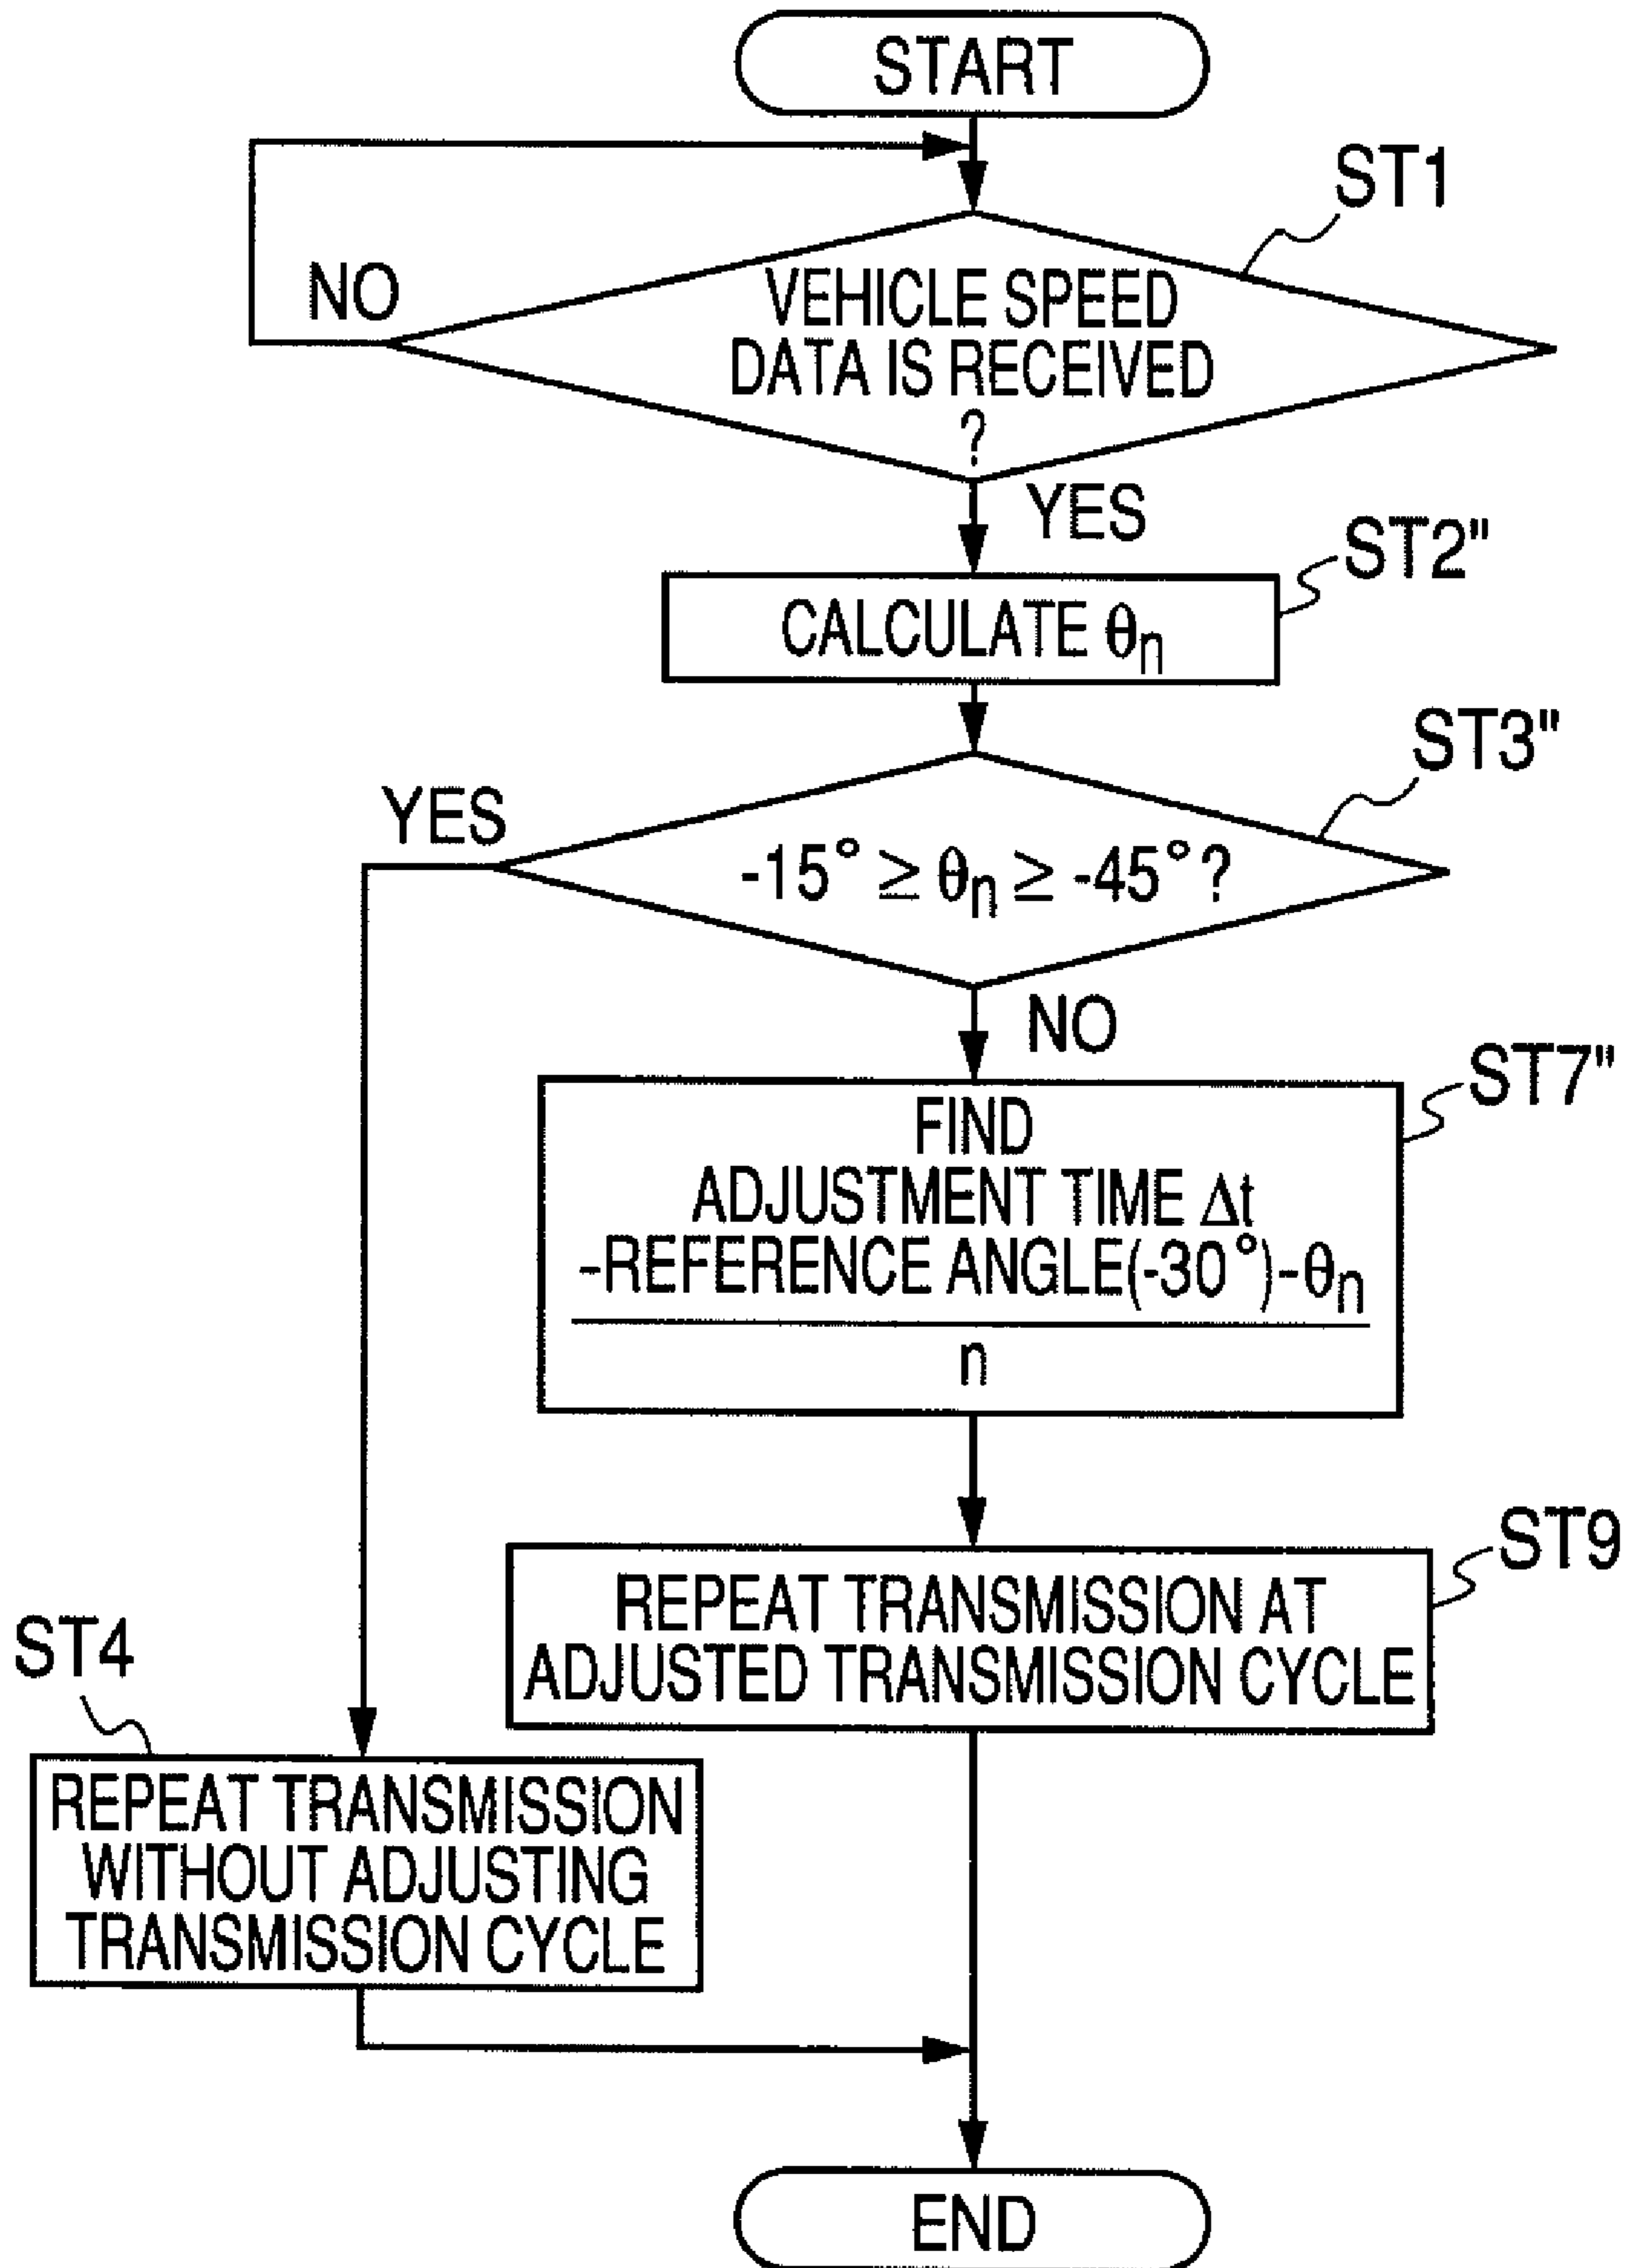 START
ST1
NO
VEHICLE SPEED
DATA IS RECEIVED
?
YES
ST2"
CALCULATE θn
ST3"
YES
-15° ≥ θn ≥ -45°?
NO
ST7"
FIND
ADJUSTMENT TIME Δt
-REFERENCE ANGLE(-30°)-θn
n
ST9
REPEAT TRANSMISSION AT
ADJUSTED TRANSMISSION CYCLE
ST4
REPEAT TRANSMISSION
WITHOUT ADJUSTING
TRANSMISSION CYCLE
END